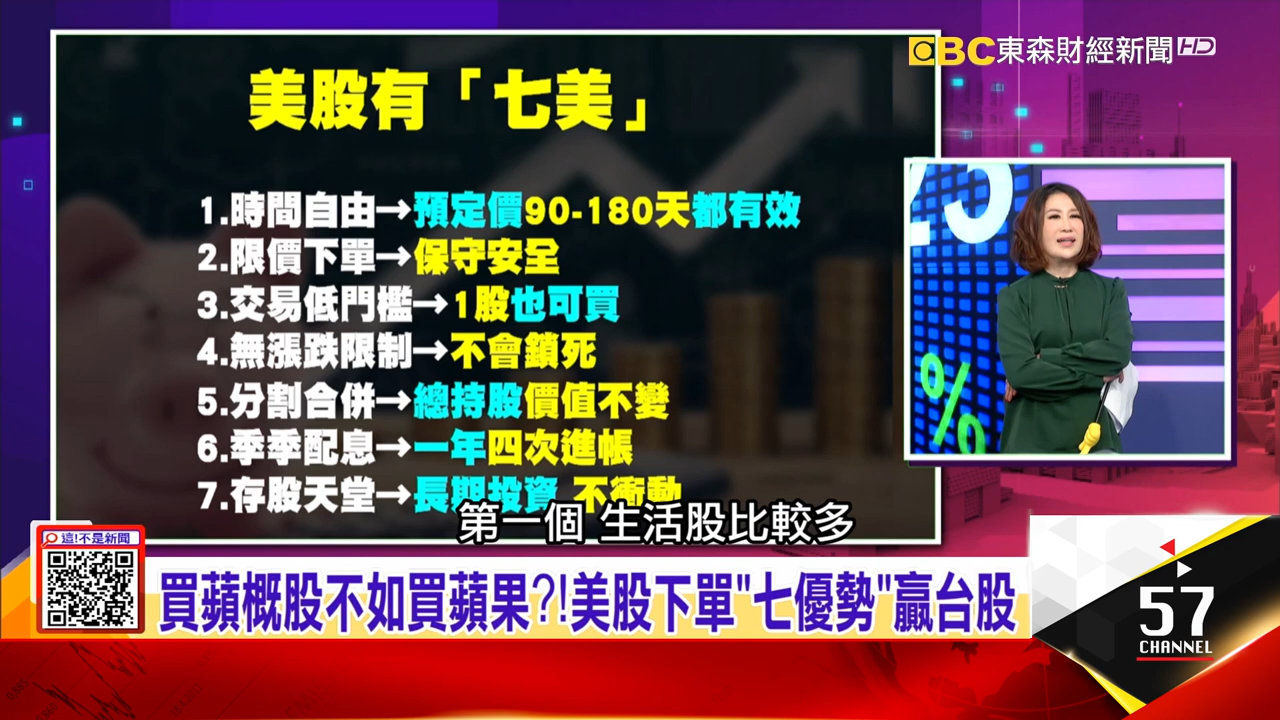 EBC東森財經新聞HD
美股有「七美」
1.時間自由→預定價90-180天都有效
2.限價下單→保守安全
3.交易低門檻→1股也可買
4.無漲跌限制→不會鎖死
5.分割合併→總持股價值不變
6.季季配息→一年四次進帳
7.存股天堂→長期投資 不衝動
25
%
第一個 生活股比較多
這!不是新聞
買蘋概股不如買蘋果?!美股下單"七優勢"贏台股
57
CHANNEL